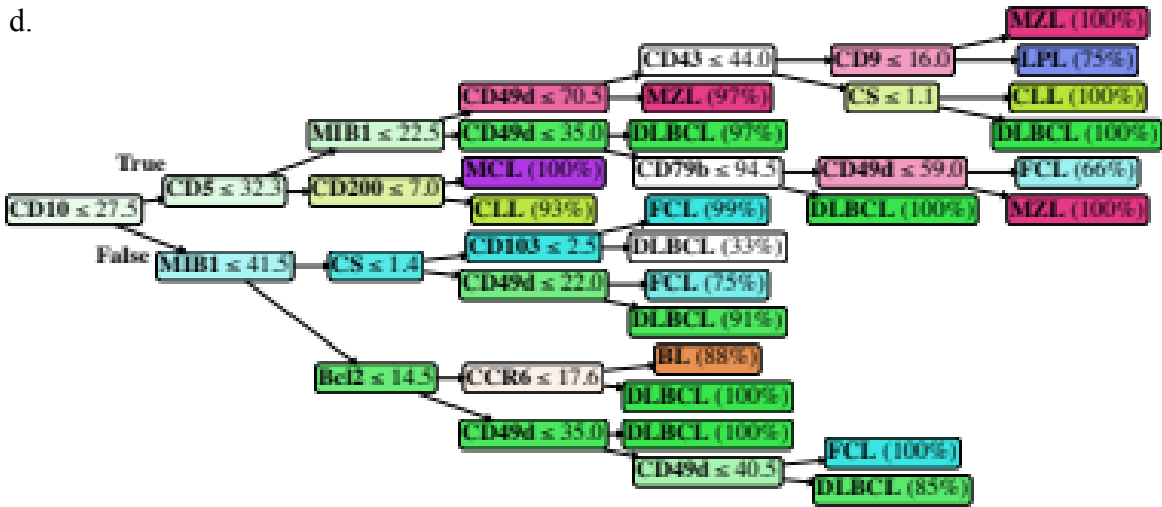 d.
MZL (100%)
CD43 ≤ 44.0
CD9 ≤ 16.0
LPL (75%)
CD49d ≤ 70.5
MZL (97%)
CS ≤ 1.1
CLL (100%)
MIB1 ≤ 22.5
CD49d ≤ 35.0
DLBCL (97%)
DLBCL (100%)
True
CD79b ≤ 94.5
CD49d ≤ 59.0
FCL (66%)
CD5 ≤ 32.3
CD200 ≤ 7.0
MCL (100%)
CD10 ≤ 27.5
CLL (93%)
FCL (99%)
DLBCL (100%)
MZL (100%)
False
CD103 ≤ 2.5
DLBCL (33%)
MIB1 ≤ 41.5
CS ≤ 1.4
CD49d ≤ 22.0
FCL (75%)
DLBCL (91%)
BL (88%)
Bcl2 ≤ 14.5
CCR6 ≤ 17.6
DLBCL (100%)
CD49d ≤ 35.0
DLBCL (100%)
FCL (100%)
CD49d ≤ 40.5
DLBCL (85%)